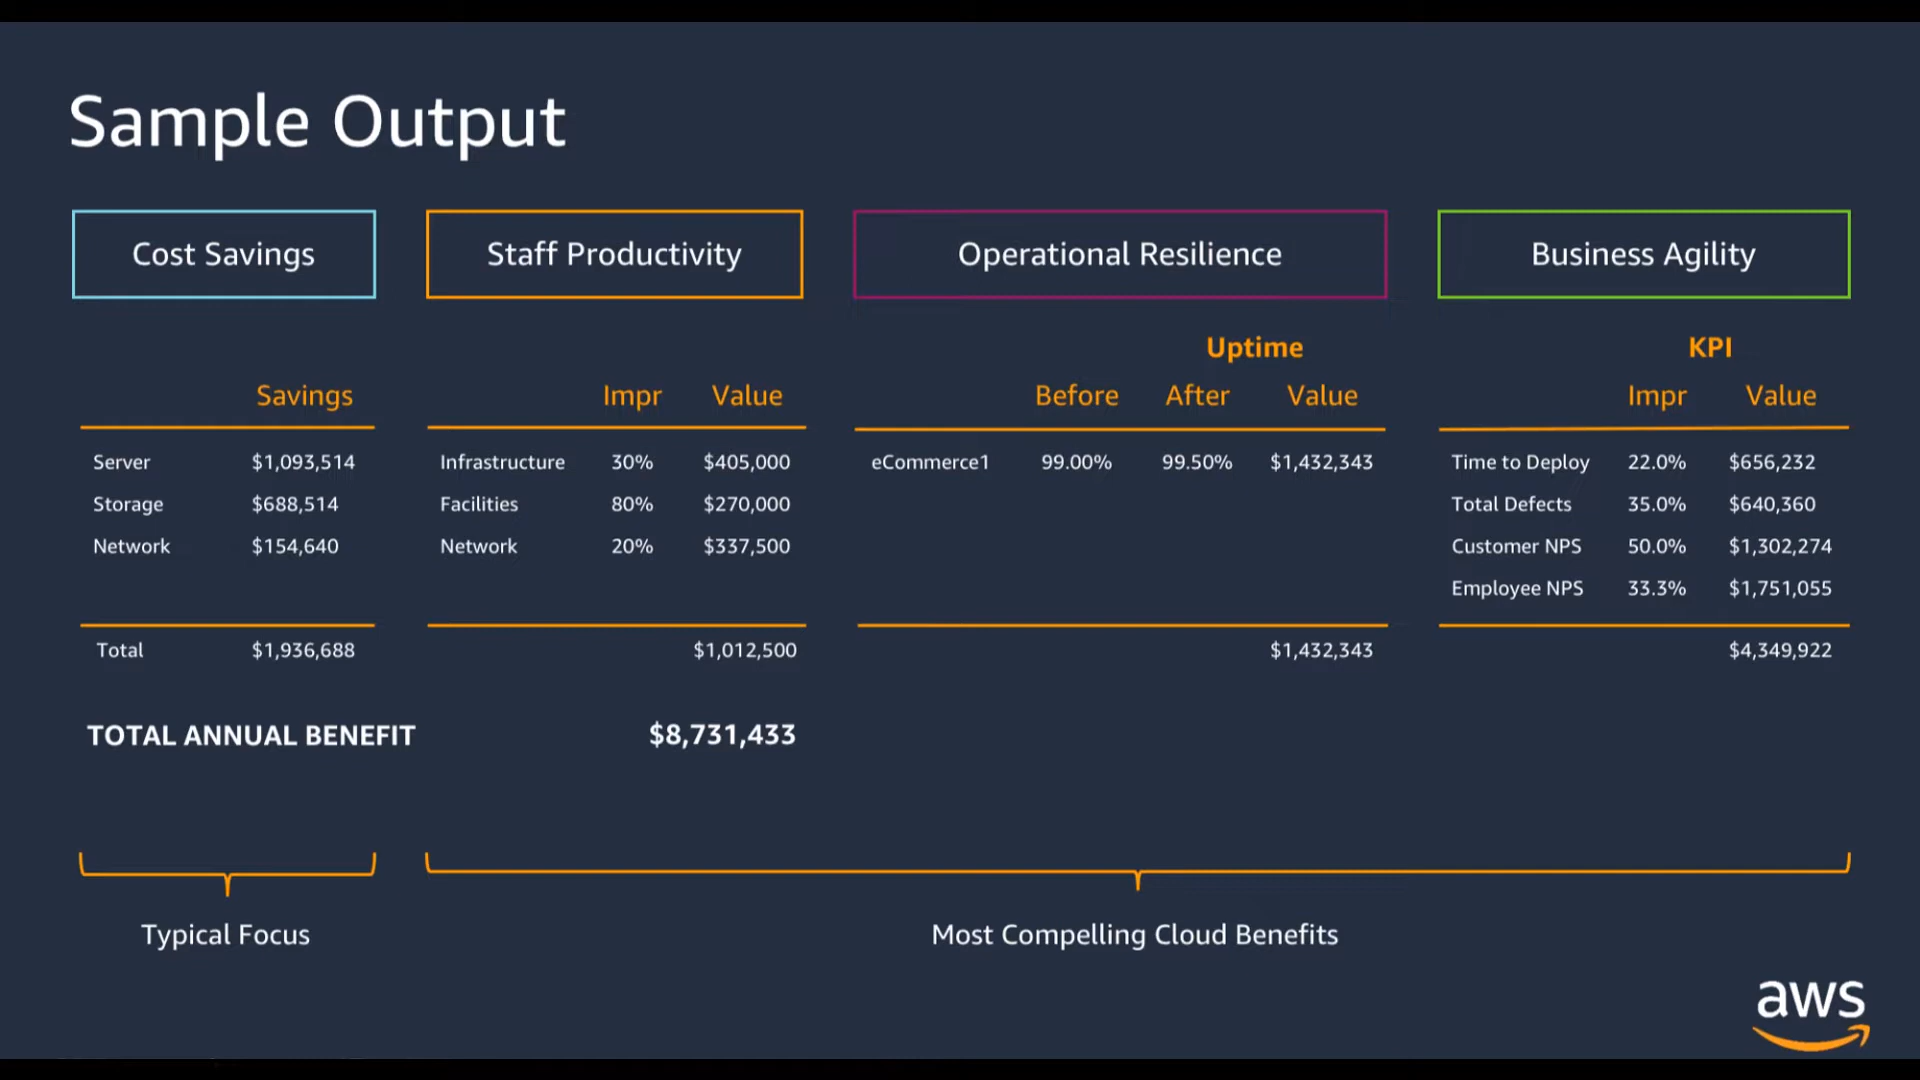 Sample Output
Cost Savings
Staff Productivity
Operational Resilience
Business Agility
Uptime
KPI
Savings
Impr Value
Before After Value
Impr Value
Server $1,093,514
Storage $688,514
Network $154,640
Total $1,936,688
Infrastructure 30% $405,000
Facilities 80% $270,000
Network 20% $337,500
$1,012,500
eCommerce1 99.00% 99.50% $1,432,343
$1,432,343
Time to Deploy 22.0% $656,232
Total Defects 35.0% $640,360
Customer NPS 50.0% $1,302,274
Employee NPS 33.3% $1,751,055
$4,349,922
TOTAL ANNUAL BENEFIT $8,731,433
Typical Focus
Most Compelling Cloud Benefits
aws